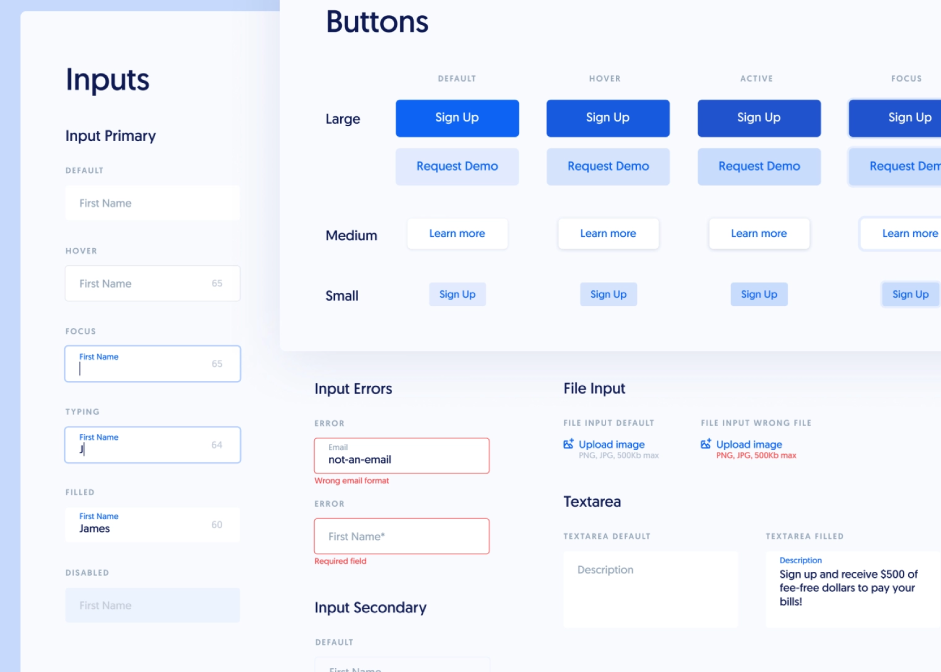 Inputs
Input Primary
DEFAULT
First Name
HOVER
First Name 65
FOCUS
First Name
65
TYPING
First Name
J 64
FILLED
First Name
James 60
DISABLED
First Name
Buttons
DEFAULT HOVER ACTIVE FOCUS
Large Sign Up Sign Up Sign Up Sign Up
Request Demo Request Demo Request Demo Request Dem
Medium Learn more Learn more Learn more Learn more
Small Sign Up Sign Up Sign Up Sign Up
Input Errors
ERROR
Email
not-an-email
Wrong email format
ERROR
First Name*
Required field
Input Secondary
DEFAULT
First Name
File Input
FILE INPUT DEFAULT FILE INPUT WRONG FILE
Upload image Upload image
PNG, JPG, 500Kb max PNG, JPG, 500Kb max
Textarea
TEXTAREA DEFAULT TEXTAREA FILLED
Description
Description
Sign up and receive $500 of
fee-free dollars to pay your
bills!